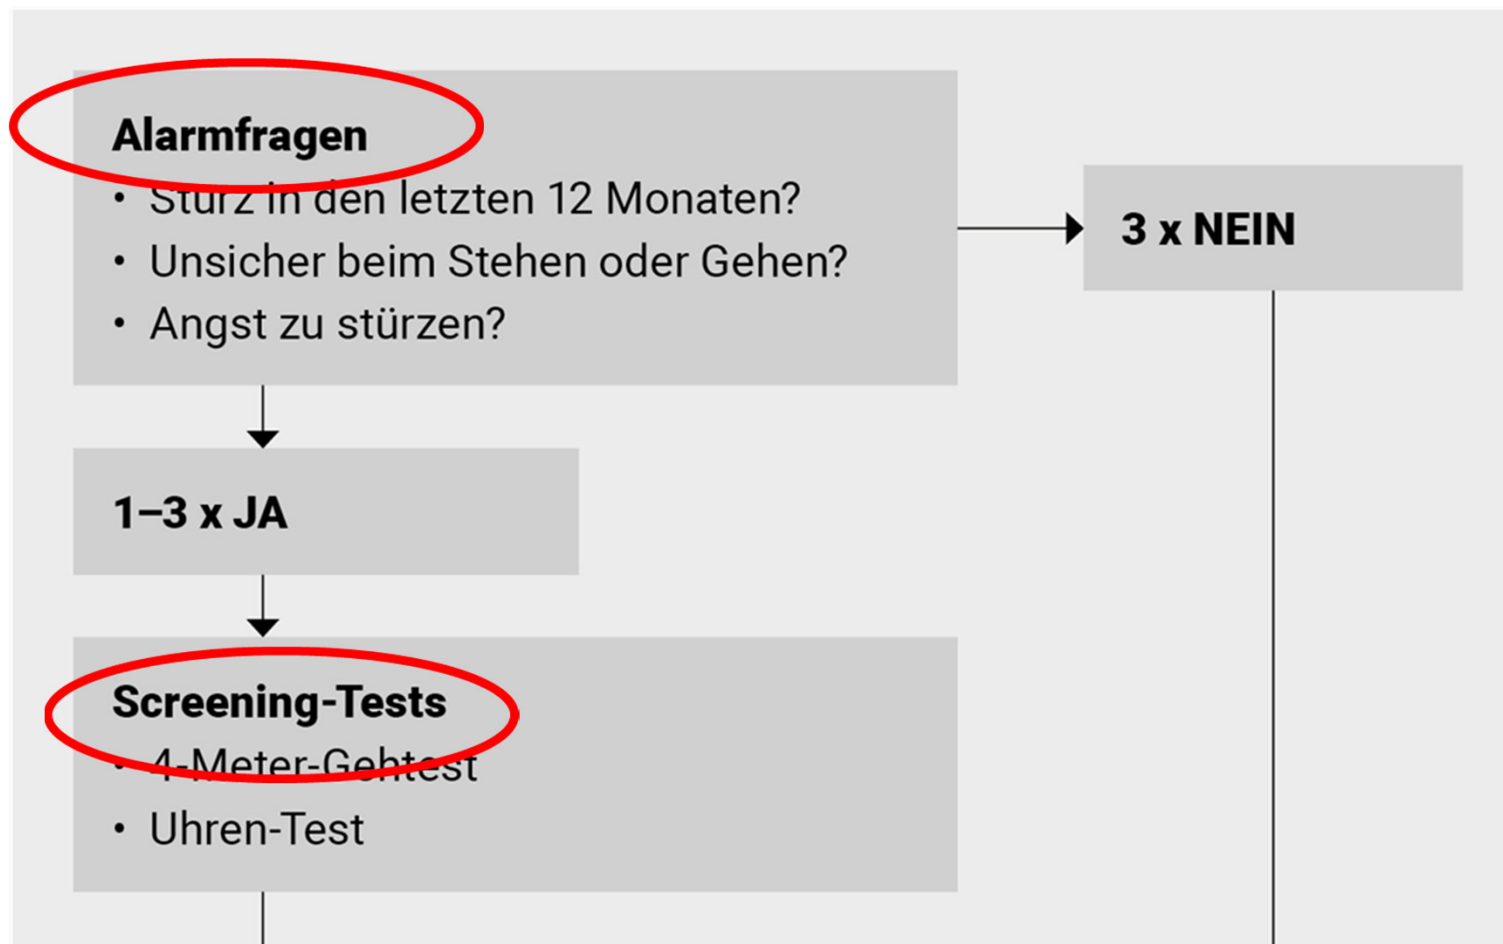 Alarmfragen
• Sturz in den letzten 12 Monaten?
• Unsicher beim Stehen oder Gehen?
• Angst zu stürzen?
3 x NEIN
1–3 x JA
Screening-Tests
• 4-Meter-Gehtest
• Uhren-Test